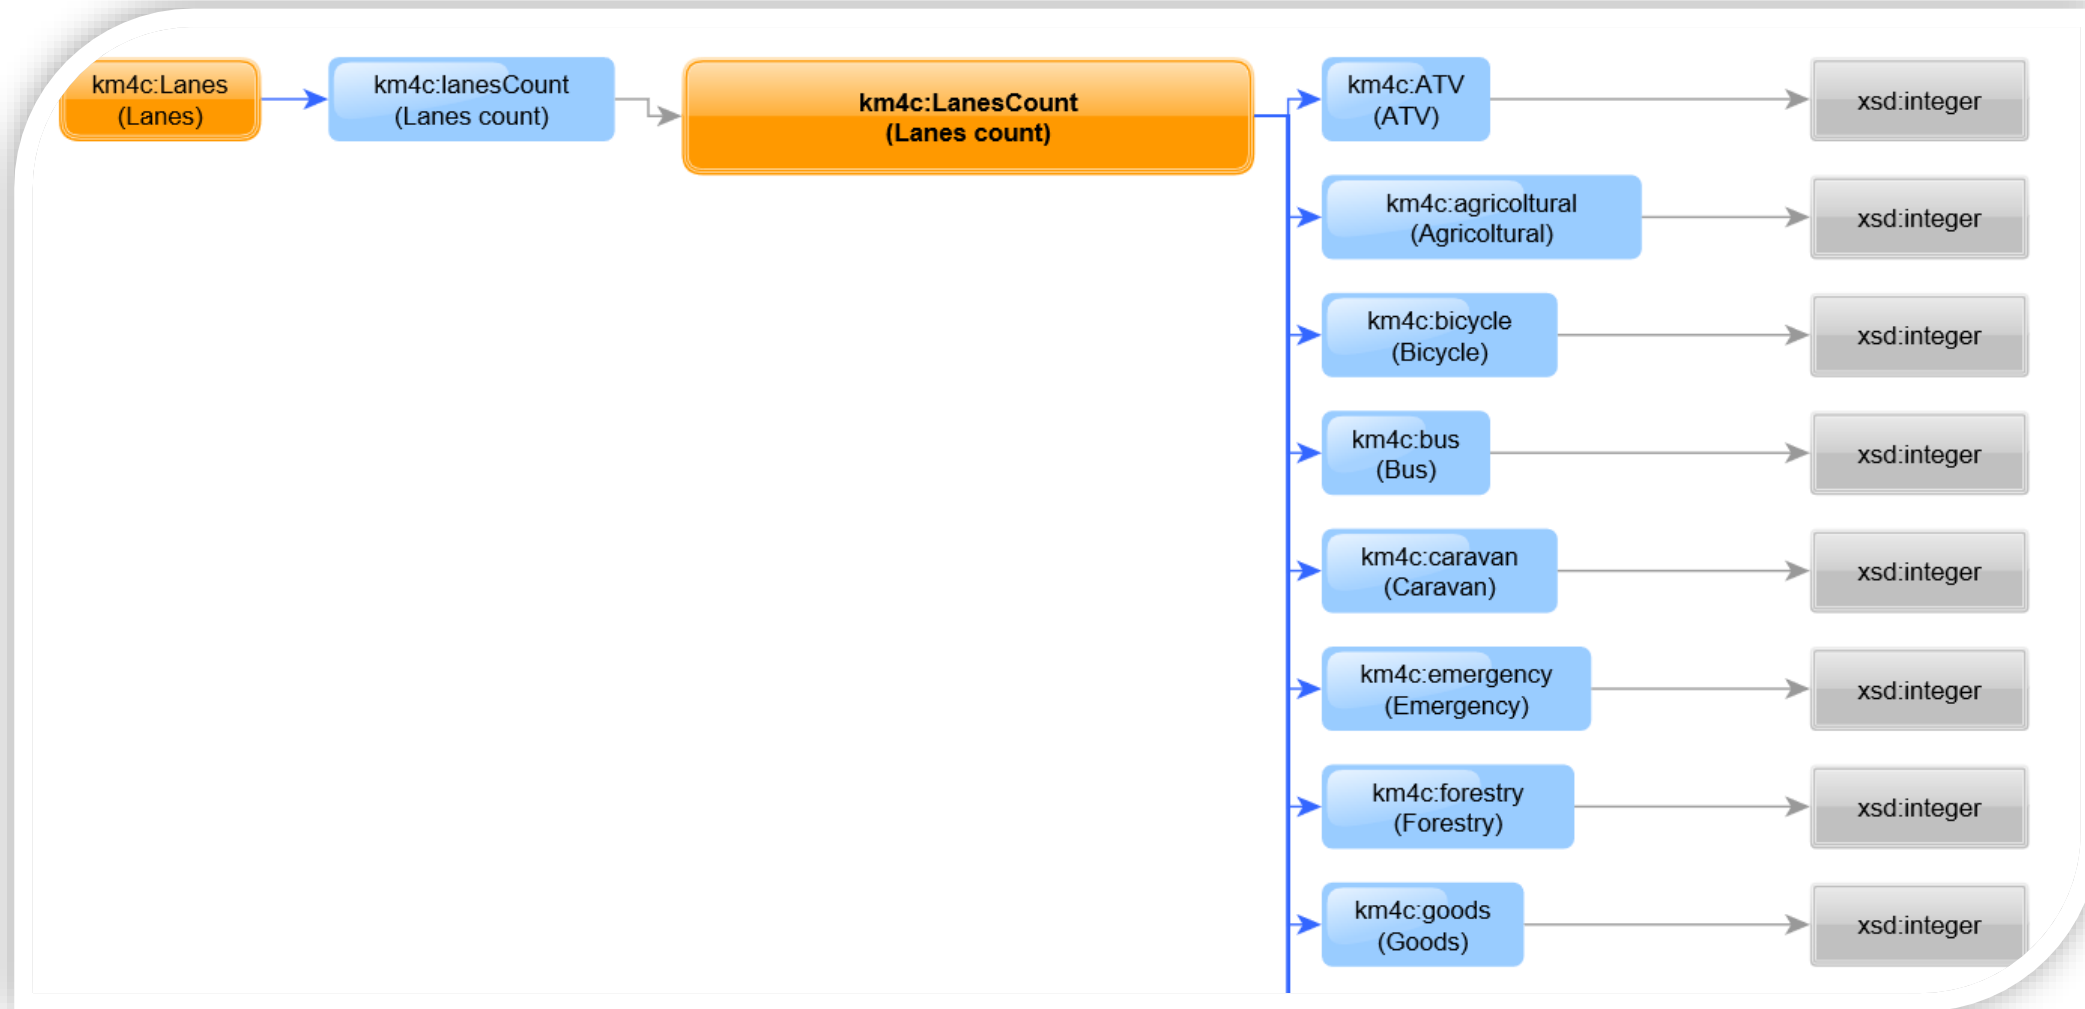 km4c:Lanes
(Lanes)
km4c:lanesCount
(Lanes count)
km4c:LanesCount
(Lanes count)
km4c:ATV
(ATV)
xsd:integer
km4c:agricoltural
(Agricoltural)
xsd:integer
km4c:bicycle
(Bicycle)
xsd:integer
km4c:bus
(Bus)
xsd:integer
km4c:caravan
(Caravan)
xsd:integer
km4c:emergency
(Emergency)
xsd:integer
km4c:forestry
(Forestry)
xsd:integer
km4c:goods
(Goods)
xsd:integer